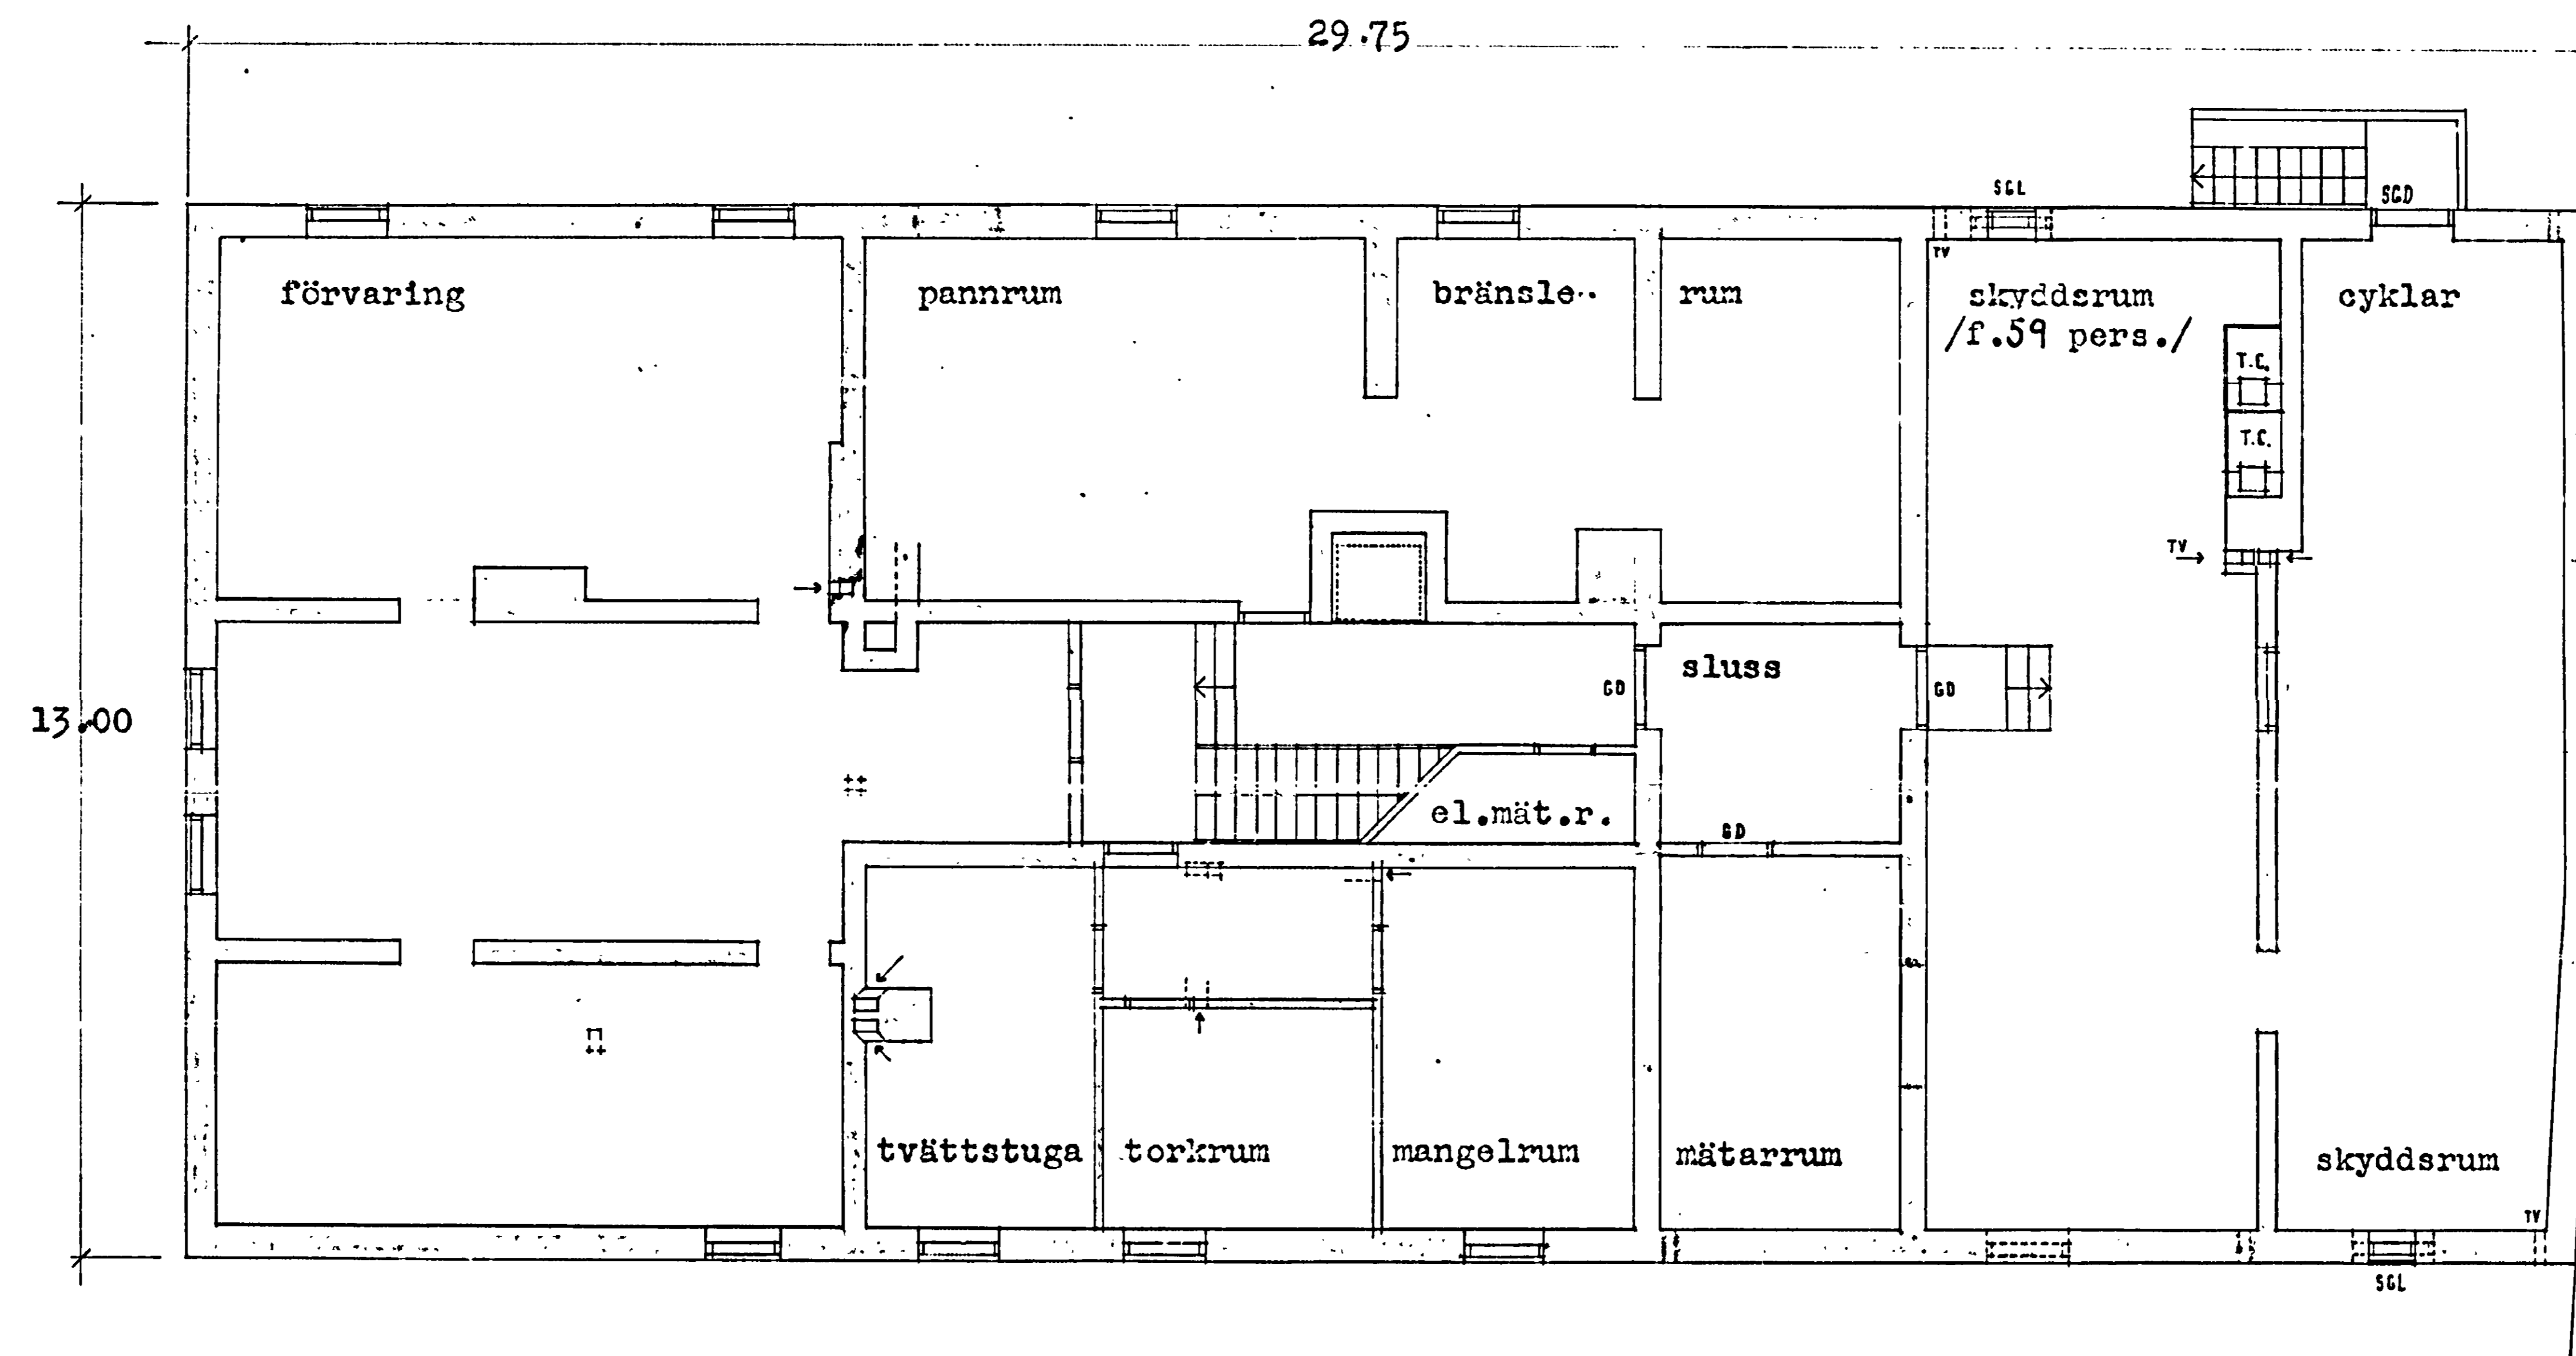 29.75
SGL
SGD
TV
förvaring
pannrum
bränsle-
rum
skyddsrum
/f.59 pers./
cyklar
T.C.
T.C.
TV
sluss
GD
GD
13.00
el.mät.r.
GD
tvättstuga
torkrum
mangelrum
mätarrum
skyddsrum
TV
SGL